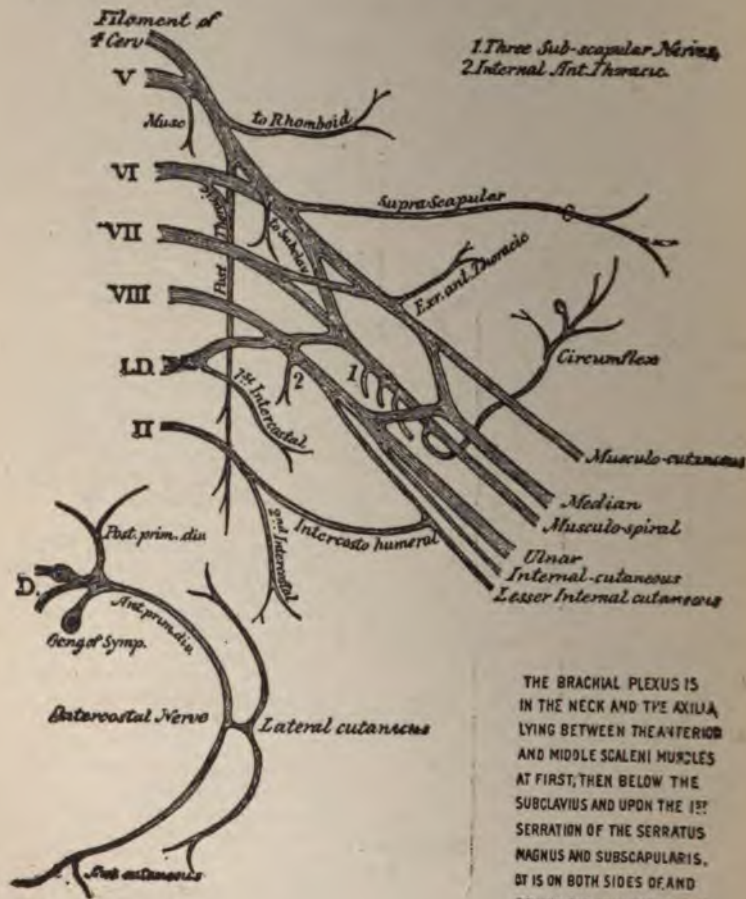 Filament of
4 Cerv
1. Three Sub-scapular Nerves,
2. Internal Ant. Thoracic.
V
Musc
to Rhomboid
VI
Supra Scapular
VII
Post Thoracic
to Subclav
VIII
Exr. ant. Thoracic
Circumflex
I.D.
2
1
1st Intercostal
II
Musculo-cutaneous
Median
Musculo-spiral
Post. prim. div
2nd Intercostal
Intercosto humeral
Ulnar
Internal-cutaneous
Lesser Internal cutaneous
D.
Ant. prim. div.
Gang of Symp.
Lateral cutaneous
cutaneous
THE BRACHIAL PLEXUS IS
IN THE NECK AND THE AXILIA,
LYING BETWEEN THE ANTERIOR
AND MIDDLE SCALENI MUSCLES
AT FIRST, THEN BELOW THE
SUBCLAVIUS AND UPON THE 1ST
SERRATION OF THE SERRATUS
MAGNUS AND SUBSCAPULARIS.
OT IS ON BOTH SIDES OF AND